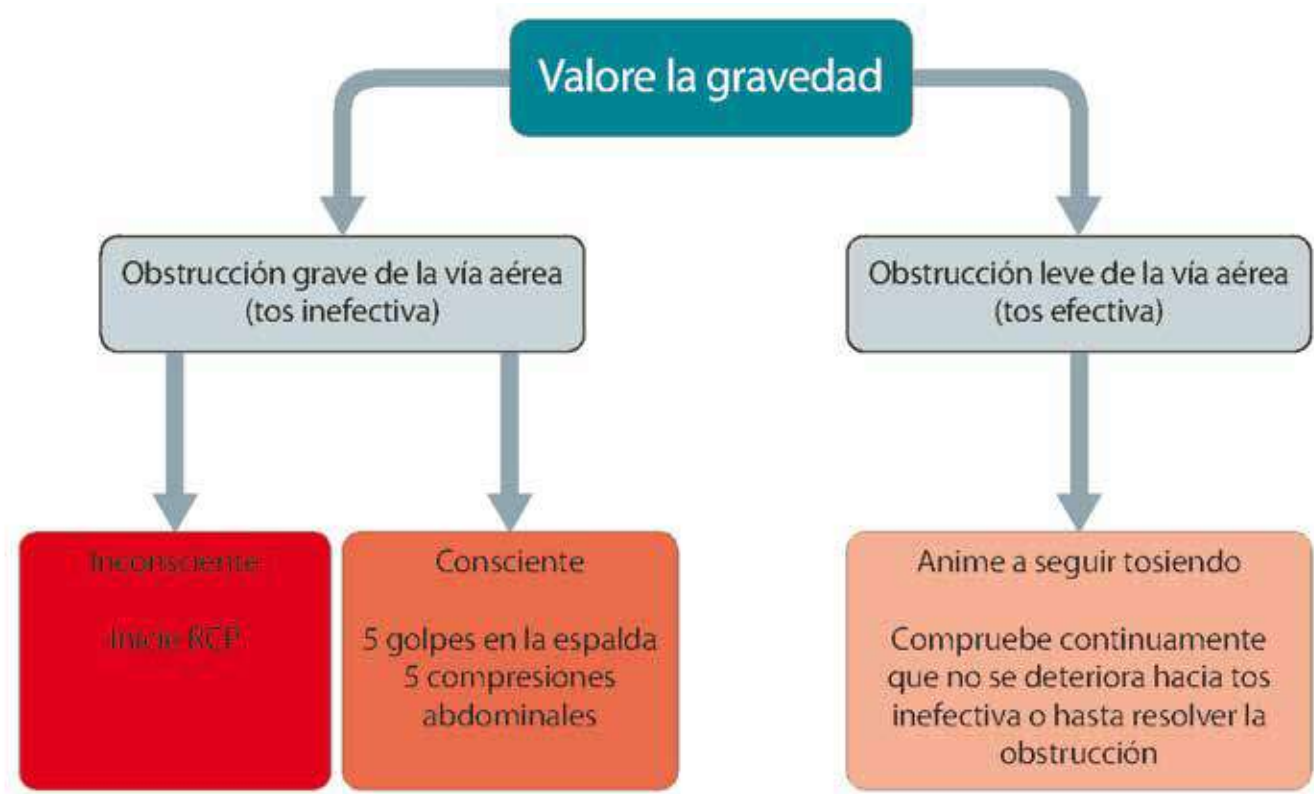 Valore la gravedad
Obstrucción grave de la vía aérea
(tos inefectiva)
Obstrucción leve de la vía aérea
(tos efectiva)
Inconsciente
Inicie RCP
Consciente
5 golpes en la espalda
5 compresiones
abdominales
Anime a seguir tosiendo
Compruebe continuamente
que no se deteriora hacia tos
inefectiva o hasta resolver la
obstrucción